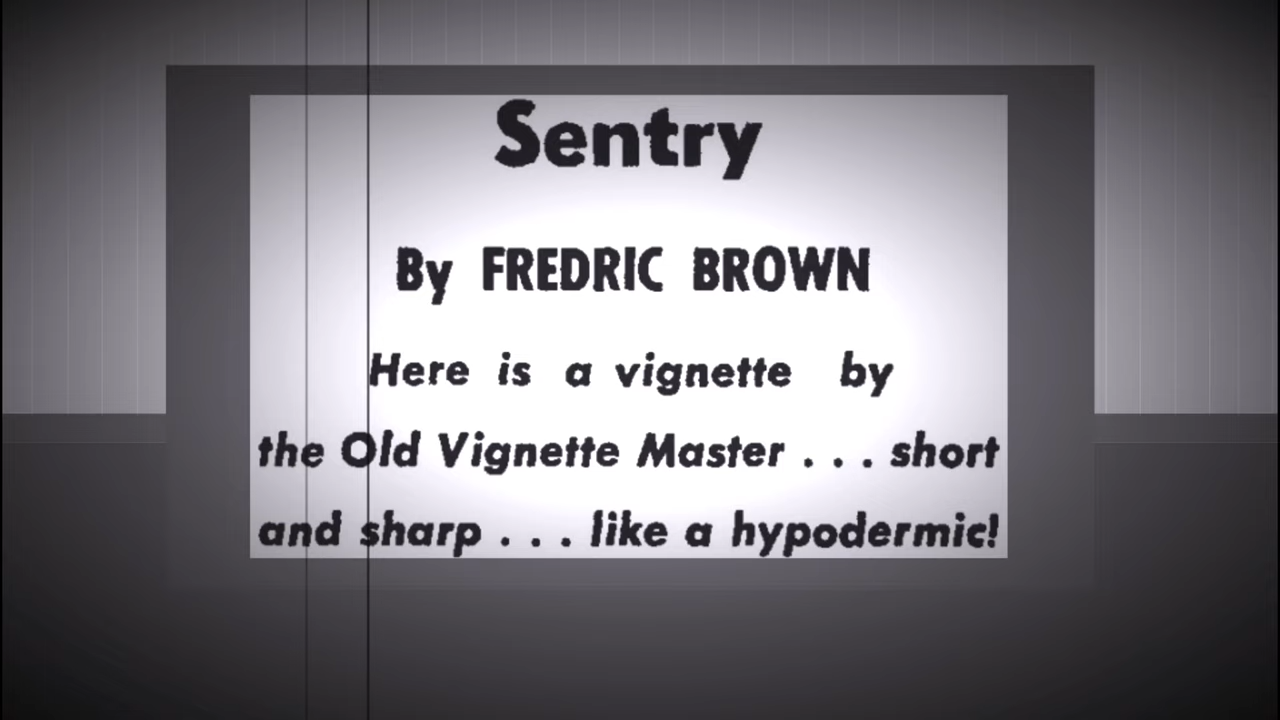 Sentry
By FREDRIC BROWN
Here is a vignette by
the Old Vignette Master . . . short
and sharp . . . like a hypodermic!